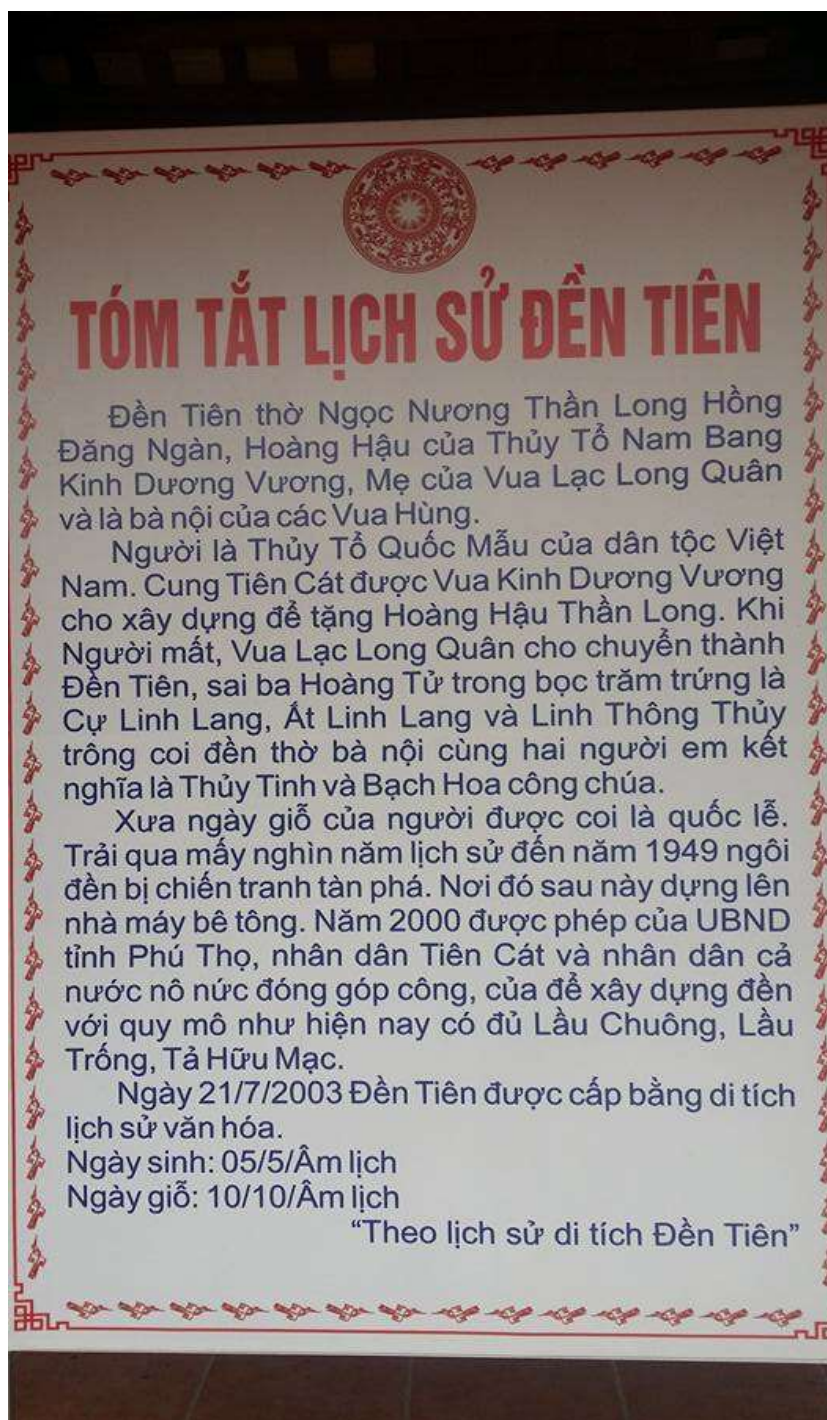 TÓM TẮT LỊCH SỬ ĐỀN TIÊN
Đền Tiên thờ Ngọc Nương Thần Long Hồng
Đăng Ngàn, Hoàng Hậu của Thủy Tổ Nam Bang
Kinh Dương Vương, Mẹ của Vua Lạc Long Quân
và là bà nội của các Vua Hùng.
Người là Thủy Tổ Quốc Mẫu của dân tộc Việt
Nam. Cung Tiên Cát được Vua Kinh Dương Vương
cho xây dựng để tặng Hoàng Hậu Thần Long. Khi
Người mất, Vua Lạc Long Quân cho chuyển thành
Đền Tiên, sai ba Hoàng Tử trong bọc trăm trứng là
Cự Linh Lang, Ất Linh Lang và Linh Thông Thủy
trông coi đền thờ bà nội cùng hai người em kết
nghĩa là Thủy Tinh và Bạch Hoa công chúa.
Xưa ngày giỗ của người được coi là quốc lễ.
Trải qua mấy nghìn năm lịch sử đến năm 1949 ngôi
đền bị chiến tranh tàn phá. Nơi đó sau này dựng lên
nhà máy bê tông. Năm 2000 được phép của UBND
tỉnh Phú Thọ, nhân dân Tiên Cát và nhân dân cả
nước nô nức đóng góp công, của để xây dựng đền
với quy mô như hiện nay có đủ Lầu Chuông, Lầu
Trống, Tả Hữu Mạc.
Ngày 21/7/2003 Đền Tiên được cấp bằng di tích
lịch sử văn hóa.
Ngày sinh: 05/5/Âm lịch
Ngày giỗ: 10/10/Âm lịch
“Theo lịch sử di tích Đền Tiên”